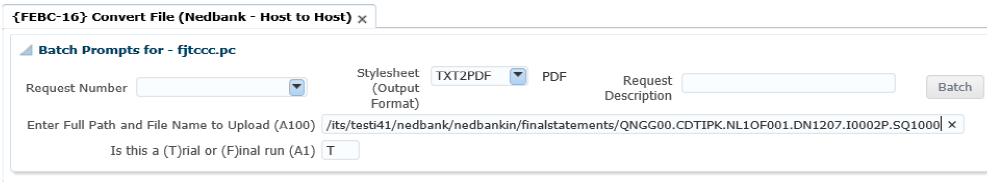 {FEBC-16} Convert File (Nedbank - Host to Host) ×
Batch Prompts for - fjtccc.pc
Request Number
Stylesheet (Output Format) TXT2PDF PDF
Request Description
Batch
Enter Full Path and File Name to Upload (A100) /its/testi41/nedbank/nedbankin/finalstatements/QNGG00.CDTIPK.NL1OF001.DN1207.I0002P.SQ1000 ×
Is this a (T)rial or (F)inal run (A1) T